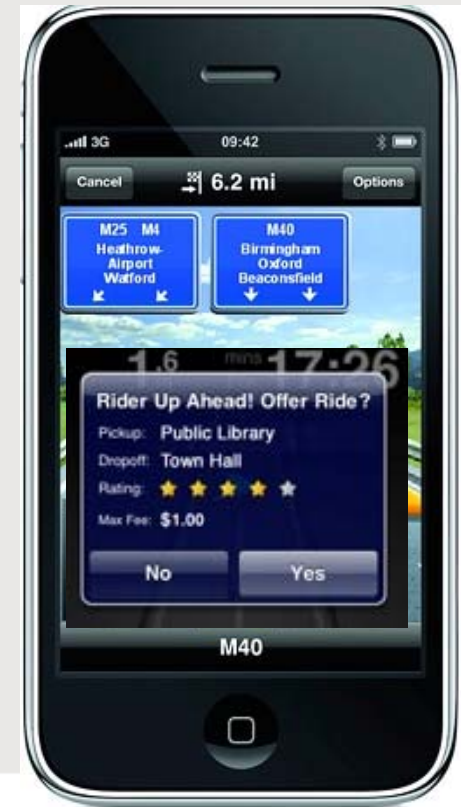 3G 09:42
Cancel 6.2 mi Options
M25 M4
Heathrow-
Airport
Watford
M40
Birmingham
Oxford
Beaconsfield
1.6 mins 17:26
Rider Up Ahead! Offer Ride?
Pickup: Public Library
Dropoff: Town Hall
Rating:
Max Fee: $1.00
No Yes
M40